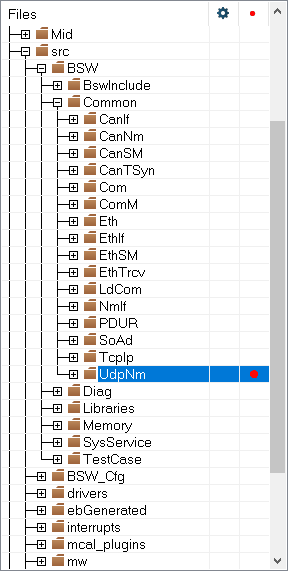 Files
Mid
src
BSW
BswInclude
Common
CanIf
CanNm
CanSM
CanTSyn
Com
ComM
Eth
EthIf
EthSM
EthTrcv
LdCom
NmIf
PDUR
SoAd
TcpIp
UdpNm
Diag
Libraries
Memory
SysService
TestCase
BSW_Cfg
drivers
ebGenerated
interrupts
mcal_plugins
mw